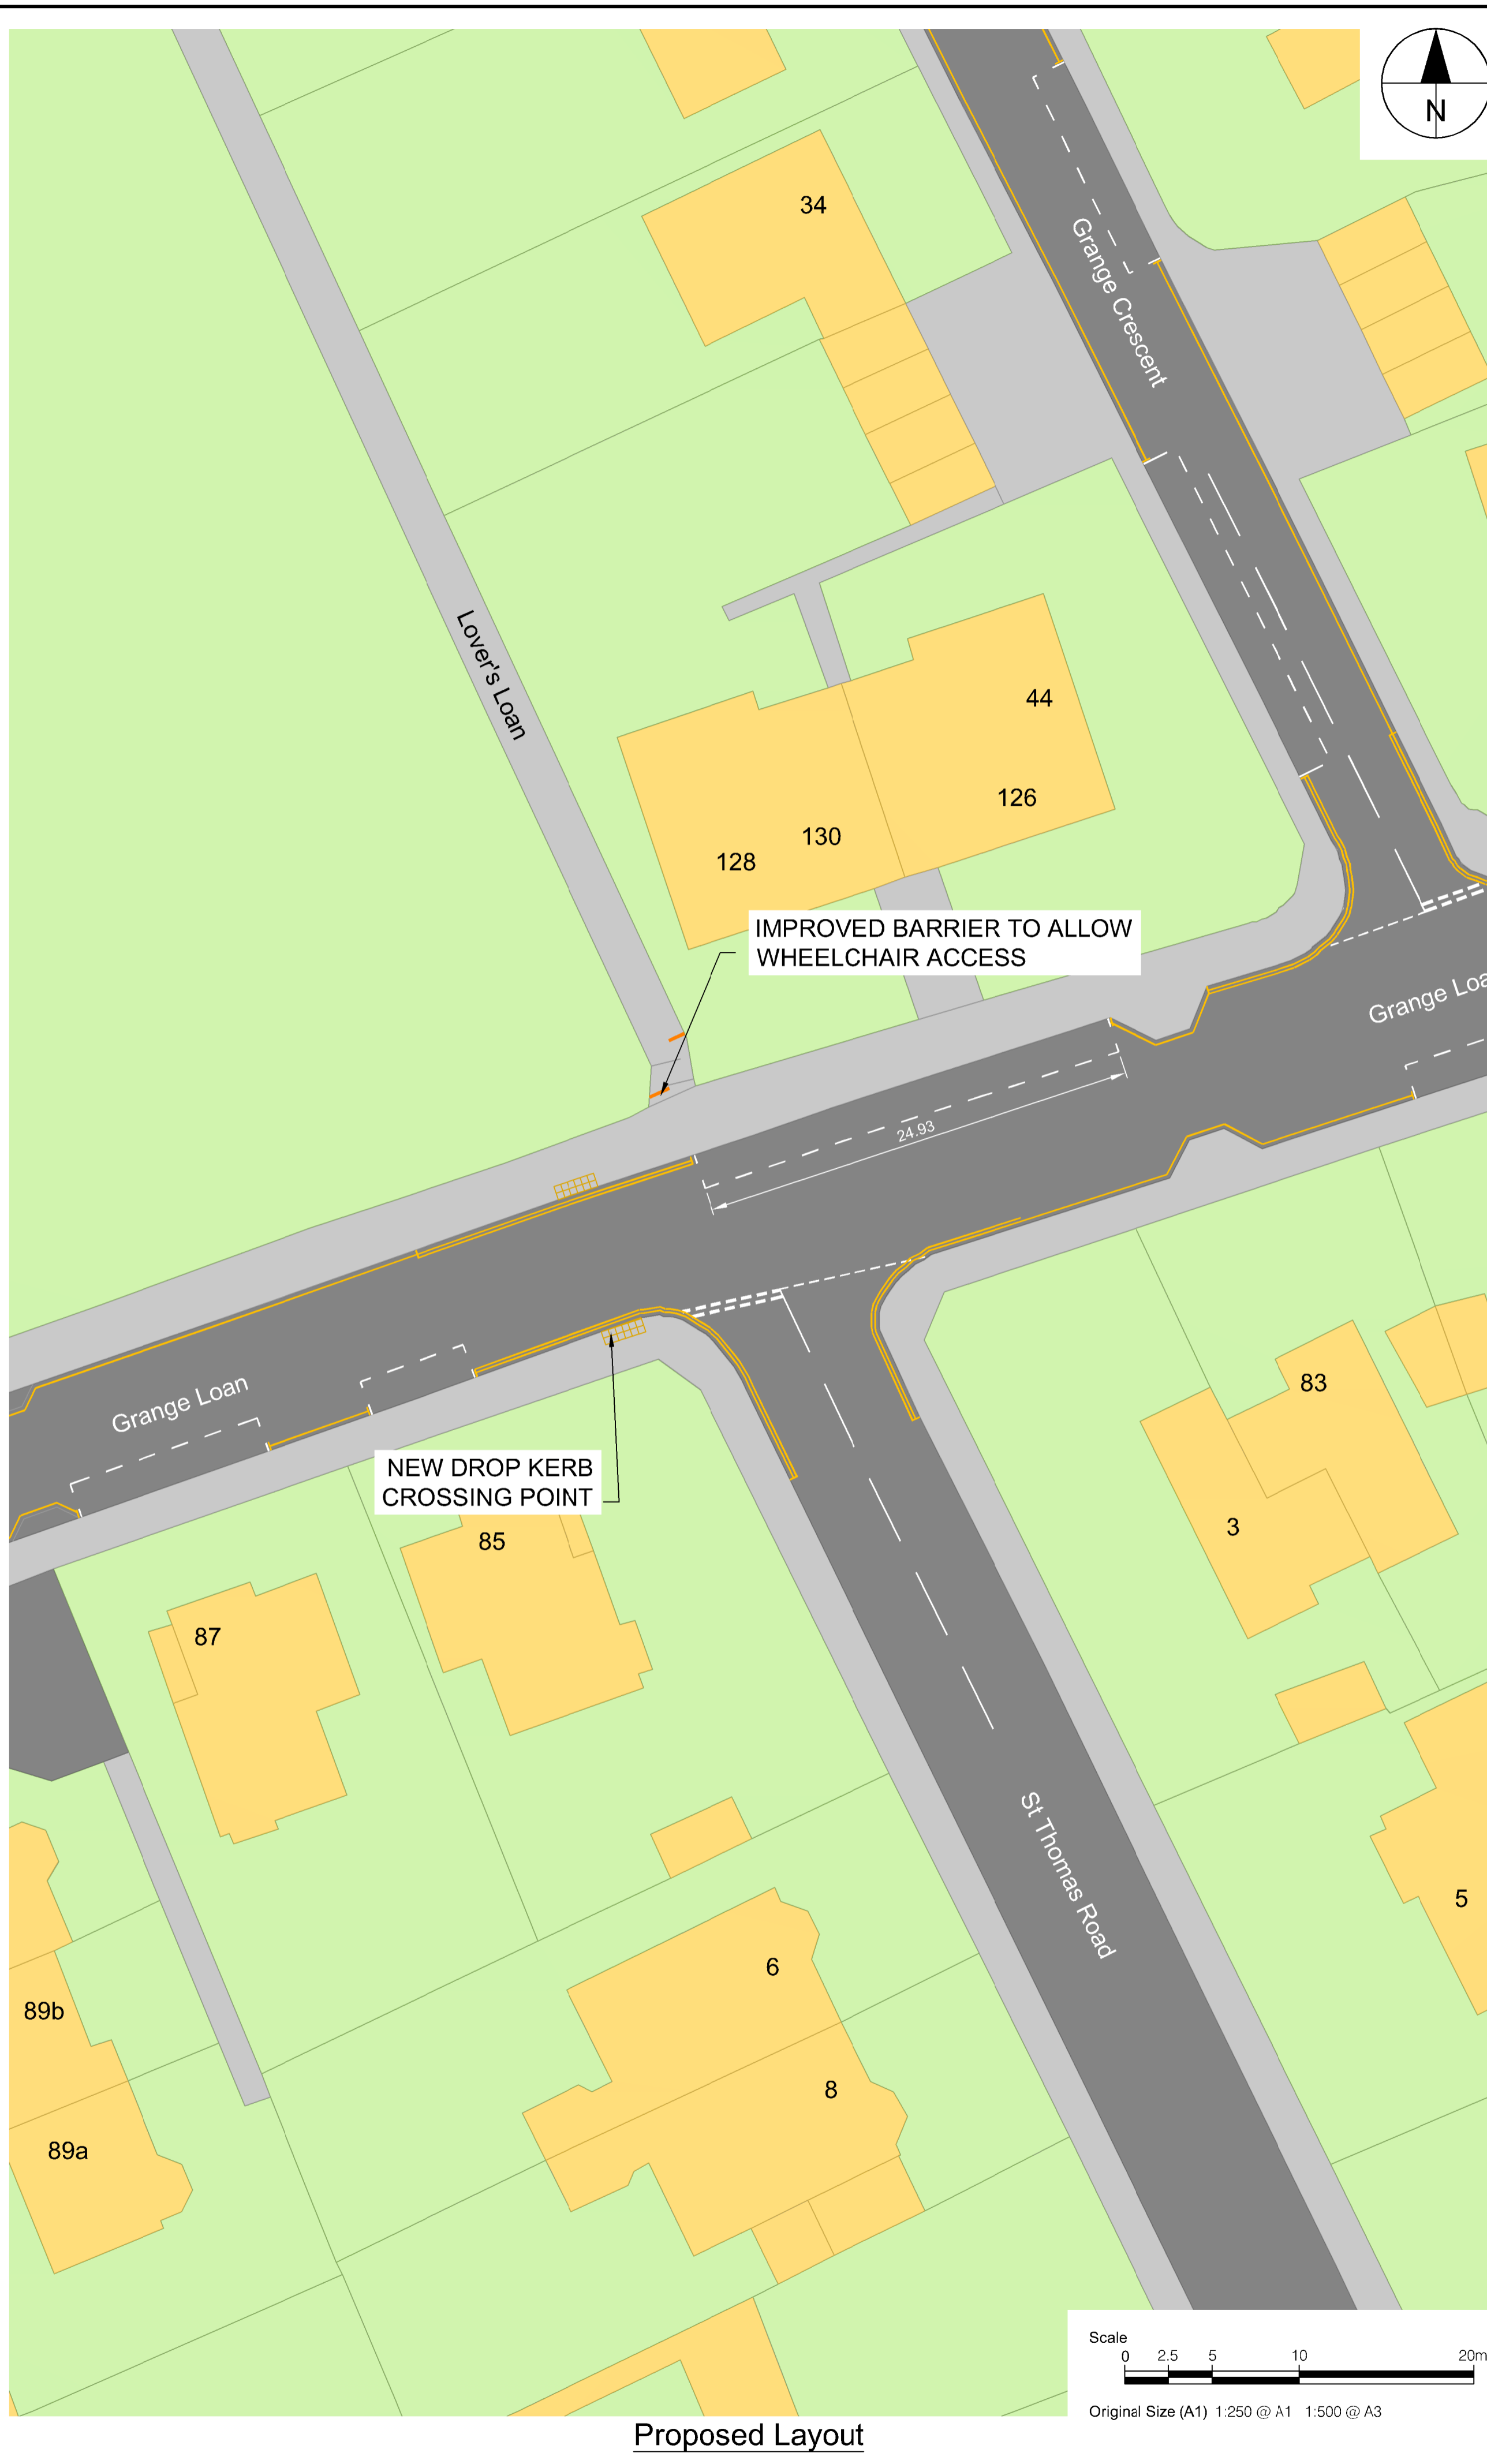 N
34
Grange Crescent
Lover's Loan
44
126
130
128
IMPROVED BARRIER TO ALLOW
WHEELCHAIR ACCESS
Grange Loa
24.93
Grange Loan
NEW DROP KERB
CROSSING POINT
83
3
85
87
St Thomas Road
5
6
89b
8
89a
Scale
0 2.5 5 10 20m
Original Size (A1) 1:250 @ A1 1:500 @ A3
Proposed Layout